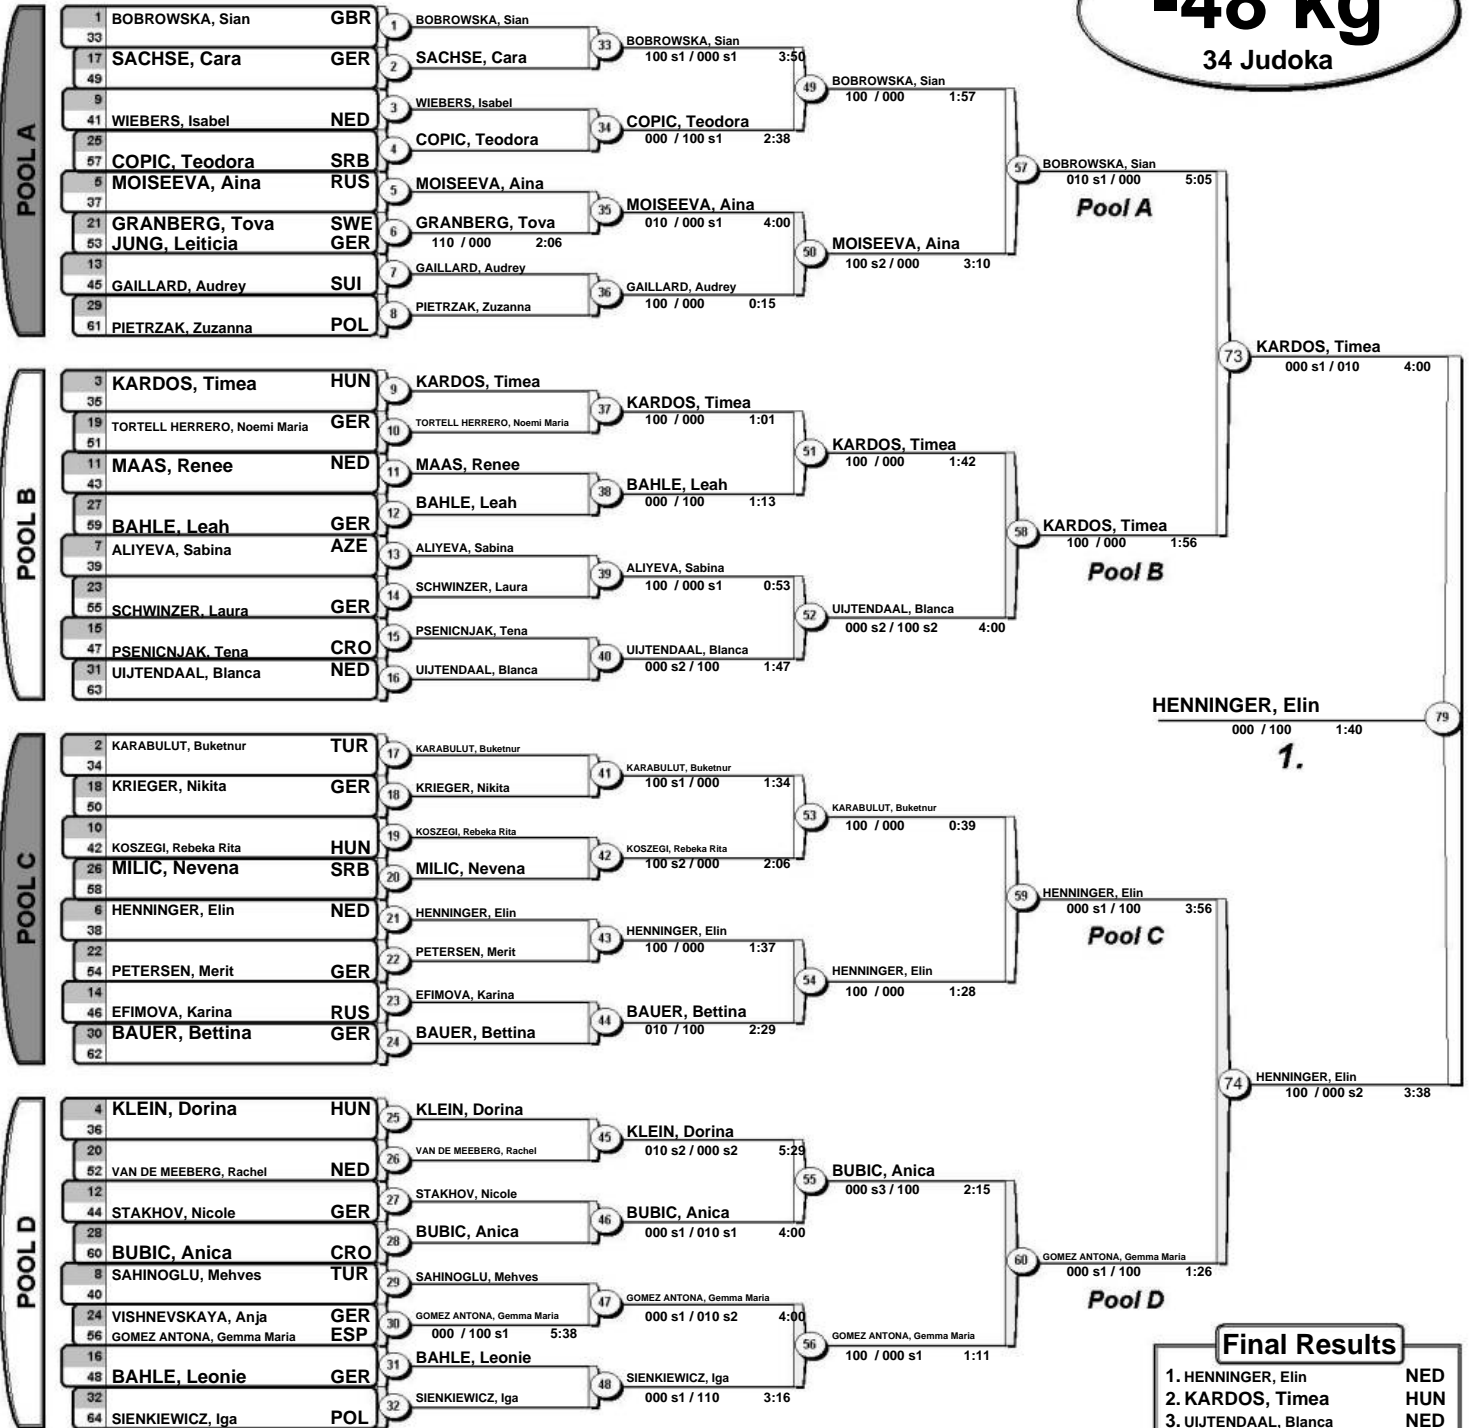 -48 kg
34 Judoka
POOL A
1 BOBROWSKA, Sian GBR
33
17 SACHSE, Cara GER
49
9
41 WIEBERS, Isabel NED
25
57 COPIC, Teodora SRB
5 MOISEEVA, Aina RUS
37
21 GRANBERG, Tova SWE
53 JUNG, Leiticia GER
13
45 GAILLARD, Audrey SUI
29
61 PIETRZAK, Zuzanna POL
1 BOBROWSKA, Sian
2 SACHSE, Cara
3 WIEBERS, Isabel
4 COPIC, Teodora
5 MOISEEVA, Aina
6 GRANBERG, Tova
110 / 000 2:06
7 GAILLARD, Audrey
8 PIETRZAK, Zuzanna
33 BOBROWSKA, Sian
100 s1 / 000 s1 3:50
34 COPIC, Teodora
000 / 100 s1 2:38
35 MOISEEVA, Aina
010 / 000 s1 4:00
36 GAILLARD, Audrey
100 / 000 0:15
49 BOBROWSKA, Sian
100 / 000 1:57
50 MOISEEVA, Aina
100 s2 / 000 3:10
57 BOBROWSKA, Sian
010 s1 / 000 5:05
Pool A
POOL B
3 KARDOS, Timea HUN
35
19 TORTELL HERRERO, Noemi Maria GER
51
11 MAAS, Renee NED
43
27
59 BAHLE, Leah GER
7 ALIYEVA, Sabina AZE
39
23
55 SCHWINZER, Laura GER
15
47 PSENICNJAK, Tena CRO
31 UIJTENDAAL, Blanca NED
63
9 KARDOS, Timea
10 TORTELL HERRERO, Noemi Maria
11 MAAS, Renee
12 BAHLE, Leah
13 ALIYEVA, Sabina
14 SCHWINZER, Laura
15 PSENICNJAK, Tena
16 UIJTENDAAL, Blanca
37 KARDOS, Timea
100 / 000 1:01
38 BAHLE, Leah
000 / 100 1:13
39 ALIYEVA, Sabina
100 / 000 s1 0:53
40 UIJTENDAAL, Blanca
000 s2 / 100 1:47
51 KARDOS, Timea
100 / 000 1:42
52 UIJTENDAAL, Blanca
000 s2 / 100 s2 4:00
58 KARDOS, Timea
100 / 000 1:56
Pool B
73 KARDOS, Timea
000 s1 / 010 4:00
HENNINGER, Elin 79
000 / 100 1:40
1.
POOL C
2 KARABULUT, Buketnur TUR
34
18 KRIEGER, Nikita GER
50
10
42 KOSZEGI, Rebeka Rita HUN
26 MILIC, Nevena SRB
58
6 HENNINGER, Elin NED
38
22
54 PETERSEN, Merit GER
14
46 EFIMOVA, Karina RUS
30 BAUER, Bettina GER
62
17 KARABULUT, Buketnur
18 KRIEGER, Nikita
19 KOSZEGI, Rebeka Rita
20 MILIC, Nevena
21 HENNINGER, Elin
22 PETERSEN, Merit
23 EFIMOVA, Karina
24 BAUER, Bettina
41 KARABULUT, Buketnur
100 s1 / 000 1:34
42 KOSZEGI, Rebeka Rita
100 s2 / 000 2:06
43 HENNINGER, Elin
100 / 000 1:37
44 BAUER, Bettina
010 / 100 2:29
53 KARABULUT, Buketnur
100 / 000 0:39
54 HENNINGER, Elin
100 / 000 1:28
59 HENNINGER, Elin
000 s1 / 100 3:56
Pool C
74 HENNINGER, Elin
100 / 000 s2 3:38
POOL D
4 KLEIN, Dorina HUN
36
20
52 VAN DE MEEBERG, Rachel NED
12
44 STAKHOV, Nicole GER
28
60 BUBIC, Anica CRO
8 SAHINOGLU, Mehves TUR
40
24 VISHNEVSKAYA, Anja GER
56 GOMEZ ANTONA, Gemma Maria ESP
16
48 BAHLE, Leonie GER
32
64 SIENKIEWICZ, Iga POL
25 KLEIN, Dorina
26 VAN DE MEEBERG, Rachel
27 STAKHOV, Nicole
28 BUBIC, Anica
29 SAHINOGLU, Mehves
30 GOMEZ ANTONA, Gemma Maria
000 / 100 s1 5:38
31 BAHLE, Leonie
32 SIENKIEWICZ, Iga
45 KLEIN, Dorina
010 s2 / 000 s2 5:29
46 BUBIC, Anica
000 s1 / 010 s1 4:00
47 GOMEZ ANTONA, Gemma Maria
000 s1 / 010 s2 4:00
48 SIENKIEWICZ, Iga
000 s1 / 110 3:16
55 BUBIC, Anica
000 s3 / 100 2:15
56 GOMEZ ANTONA, Gemma Maria
100 / 000 s1 1:11
60 GOMEZ ANTONA, Gemma Maria
000 s1 / 100 1:26
Pool D
Final Results
1. HENNINGER, Elin NED
2. KARDOS, Timea HUN
3. UIJTENDAAL, Blanca NED